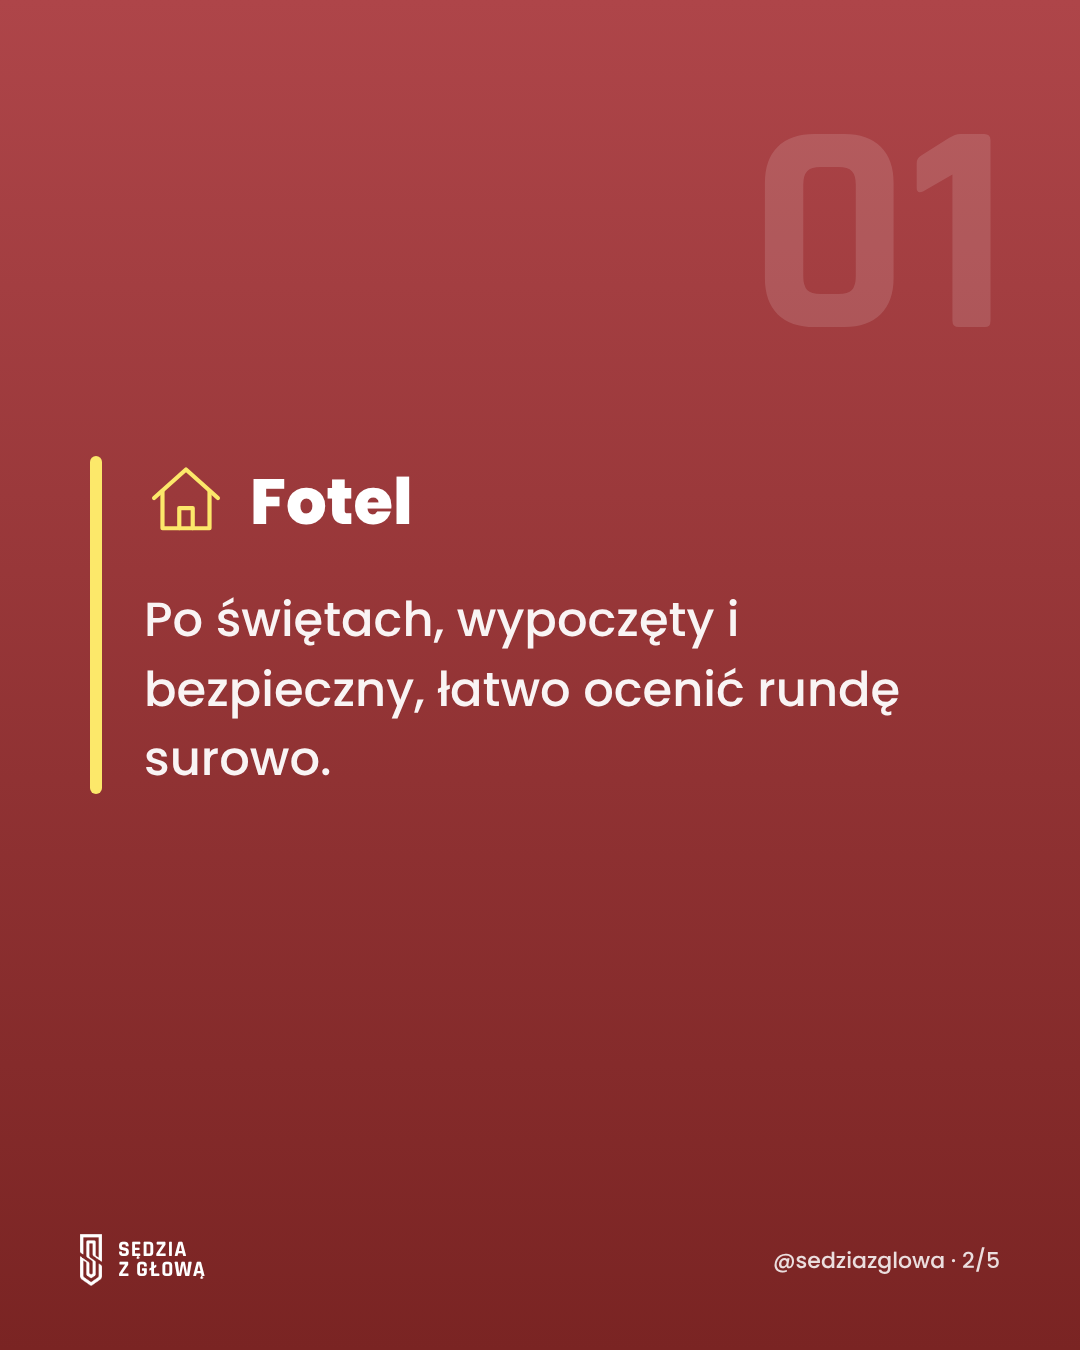 01
Fotel
Po świętach, wypoczęty i
bezpieczny, łatwo ocenić rundę
surowo.
SĘDZIA
Z GŁOWĄ
@sedziazglowa · 2/5